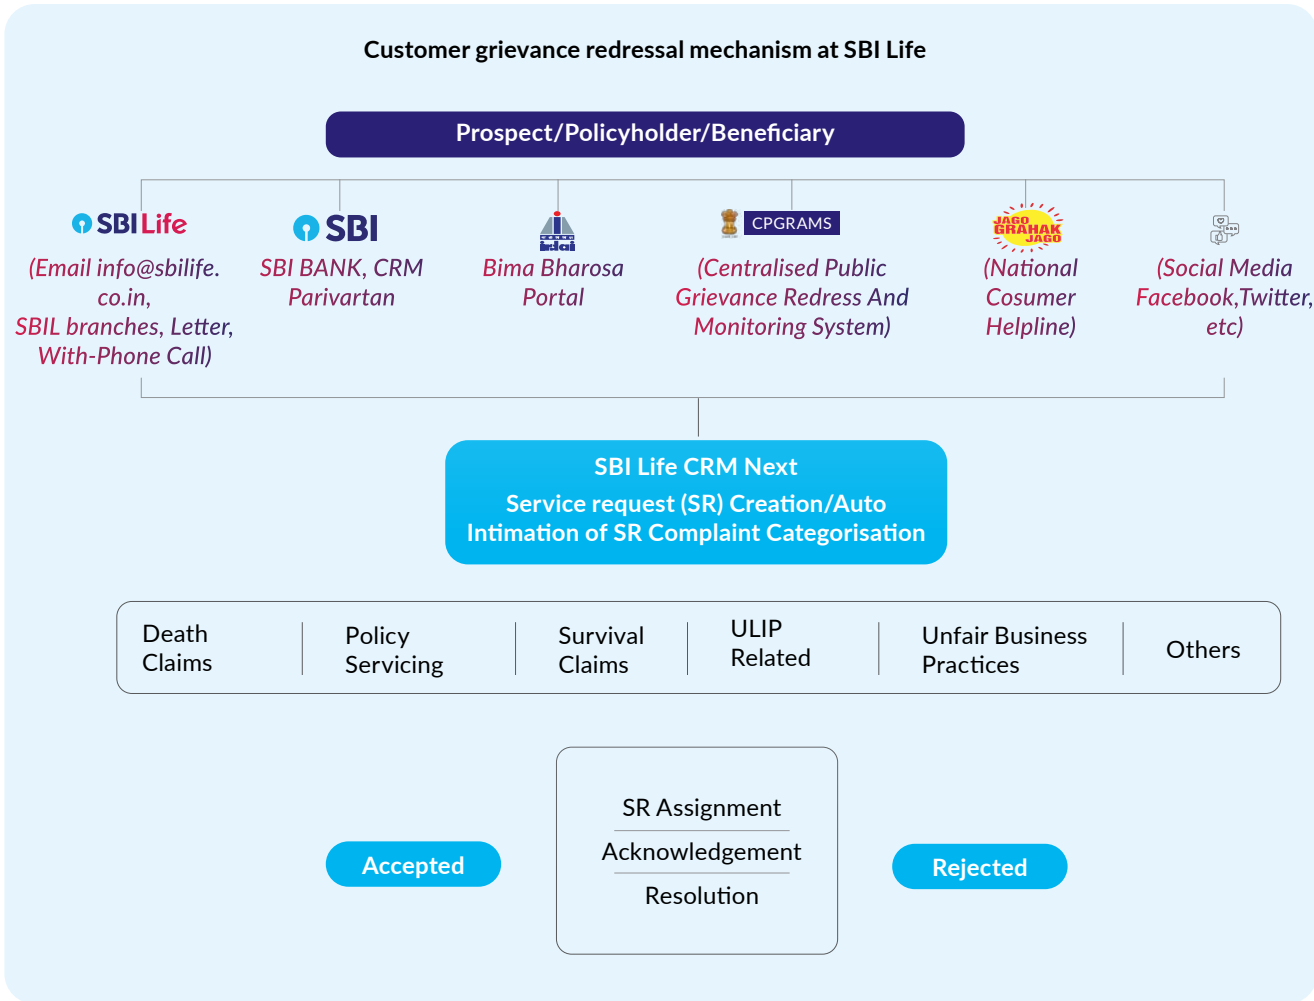 Customer grievance redressal mechanism at SBI Life
Prospect/Policyholder/Beneficiary
SBI Life
(Email info@sbilife.
co.in,
SBIL branches, Letter,
With-Phone Call)
SBI
SBI BANK, CRM
Parivartan
irdai
Bima Bharosa
Portal
CPGRAMS
(Centralised Public
Grievance Redress And
Monitoring System)
JAGO
GRAHAK
JAGO
(National
Cosumer
Helpline)
(Social Media
Facebook,Twitter,
etc)
SBI Life CRM Next
Service request (SR) Creation/Auto
Intimation of SR Complaint Categorisation
Death
Claims
Policy
Servicing
Survival
Claims
ULIP
Related
Unfair Business
Practices
Others
SR Assignment
Acknowledgement
Resolution
Accepted
Rejected